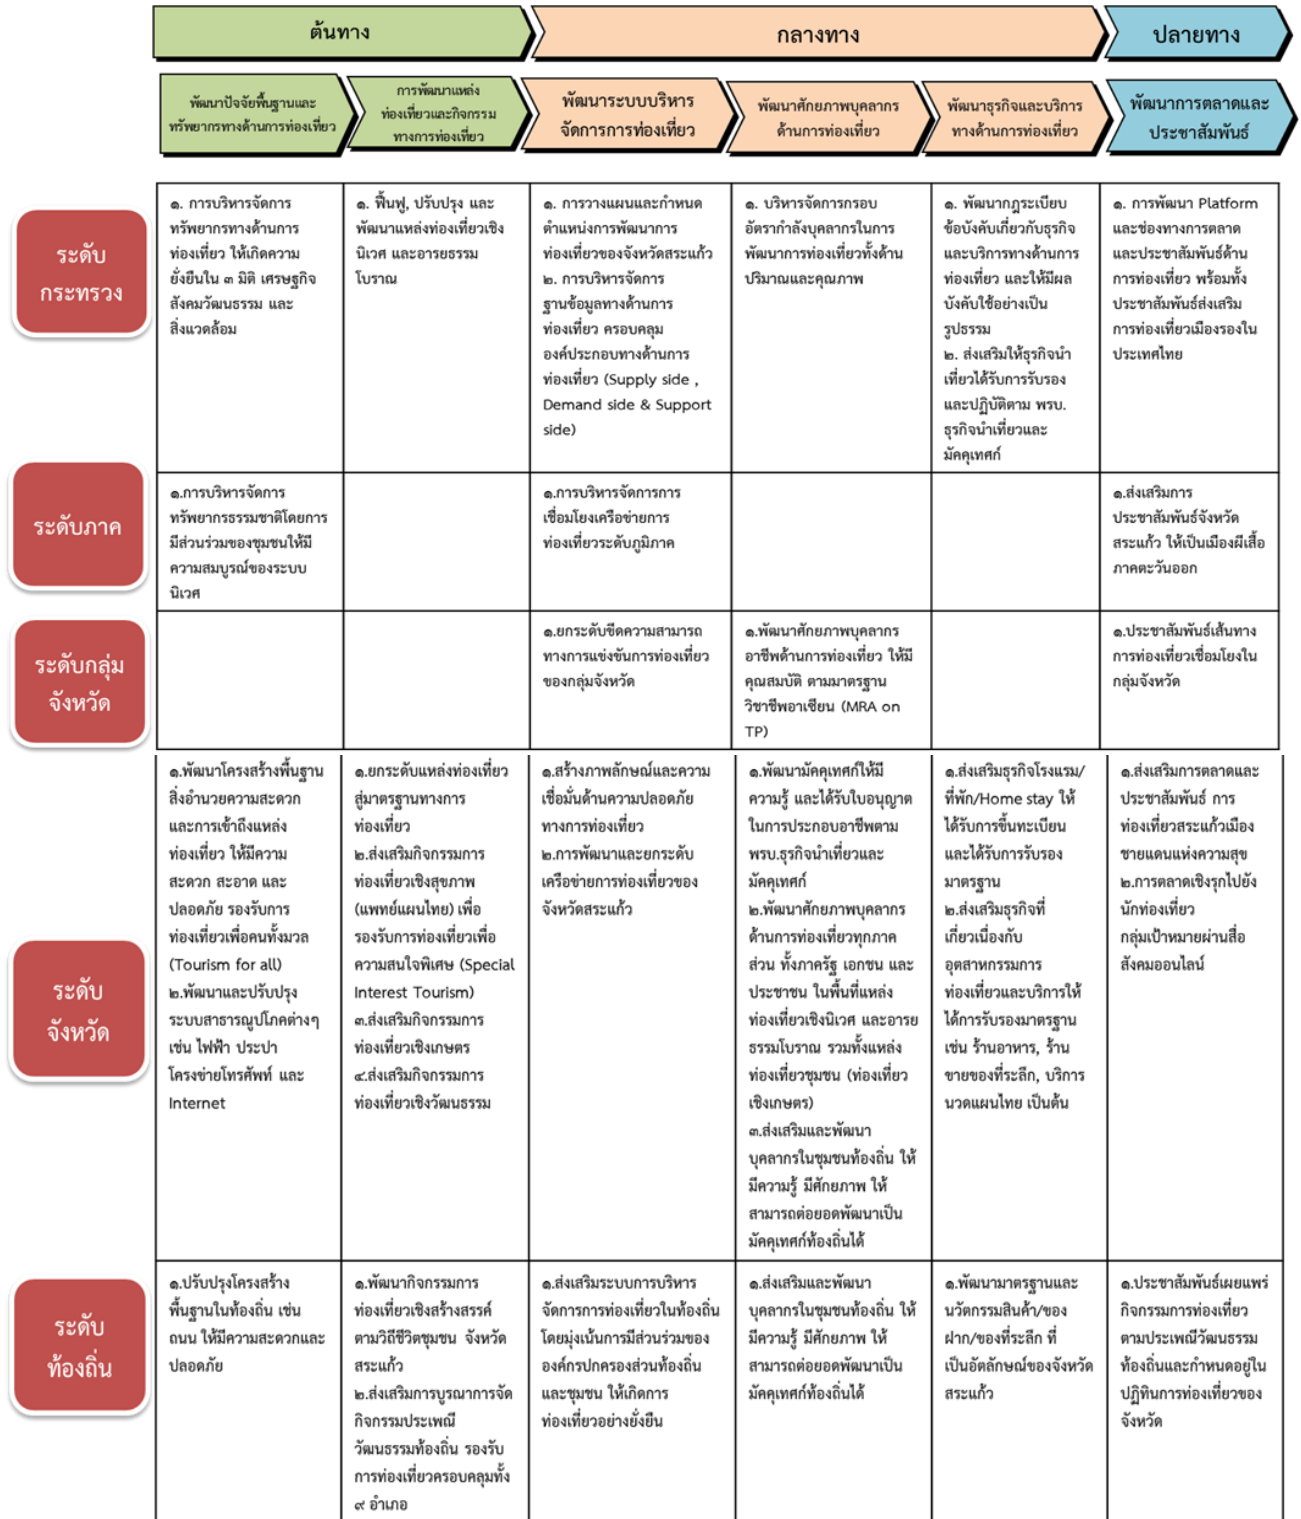 ต้นทาง
กลางทาง
ปลายทาง
พัฒนาปัจจัยพื้นฐานและ
ทรัพยากรทางด้านการท่องเที่ยว
การพัฒนาแหล่ง
ท่องเที่ยวและกิจกรรม
ทางการท่องเที่ยว
พัฒนาระบบบริหาร
จัดการการท่องเที่ยว
พัฒนาศักยภาพบุคลากร
ด้านการท่องเที่ยว
พัฒนาธุรกิจและบริการ
ทางด้านการท่องเที่ยว
พัฒนาการตลาดและ
ประชาสัมพันธ์
ระดับ
กระทรวง
๑. การบริหารจัดการ
ทรัพยากรทางด้านการ
ท่องเที่ยว ให้เกิดความ
ยั่งยืนใน ๓ มิติ เศรษฐกิจ
สังคมวัฒนธรรม และ
สิ่งแวดล้อม
๑. ฟื้นฟู, ปรับปรุง และ
พัฒนาแหล่งท่องเที่ยวเชิง
นิเวศ และอารยธรรม
โบราณ
๑. การวางแผนและกำหนด
ตำแหน่งการพัฒนาการ
ท่องเที่ยวของจังหวัดสระแก้ว
๒. การบริหารจัดการ
ฐานข้อมูลทางด้านการ
ท่องเที่ยว ครอบคลุม
องค์ประกอบทางด้านการ
ท่องเที่ยว (Supply side ,
Demand side & Support
side)
๑. บริหารจัดการกรอบ
อัตรากำลังบุคลากรในการ
พัฒนาการท่องเที่ยวทั้งด้าน
ปริมาณและคุณภาพ
๑. พัฒนากฎระเบียบ
ข้อบังคับเกี่ยวกับธุรกิจ
และบริการทางด้านการ
ท่องเที่ยว และให้มีผล
บังคับใช้อย่างเป็น
รูปธรรม
๒. ส่งเสริมให้ธุรกิจนำ
เที่ยวได้รับการรับรอง
และปฏิบัติตาม พรบ.
ธุรกิจนำเที่ยวและ
มัคคุเทศก์
๑. การพัฒนา Platform
และช่องทางการตลาด
และประชาสัมพันธ์ด้าน
การท่องเที่ยว พร้อมทั้ง
ประชาสัมพันธ์ส่งเสริม
การท่องเที่ยวเมืองรองใน
ประเทศไทย
ระดับภาค
๑.การบริหารจัดการ
ทรัพยากรธรรมชาติโดยการ
มีส่วนร่วมของชุมชนให้มี
ความสมบูรณ์ของระบบ
นิเวศ
๑.การบริหารจัดการการ
เชื่อมโยงเครือข่ายการ
ท่องเที่ยวระดับภูมิภาค
๑.ส่งเสริมการ
ประชาสัมพันธ์จังหวัด
สระแก้ว ให้เป็นเมืองผีเสื้อ
ภาคตะวันออก
ระดับกลุ่ม
จังหวัด
๑.ยกระดับขีดความสามารถ
ทางการแข่งขันการท่องเที่ยว
ของกลุ่มจังหวัด
๑.พัฒนาศักยภาพบุคลากร
อาชีพด้านการท่องเที่ยว ให้มี
คุณสมบัติ ตามมาตรฐาน
วิชาชีพอาเซียน (MRA on
TP)
๑.ประชาสัมพันธ์เส้นทาง
การท่องเที่ยวเชื่อมโยงใน
กลุ่มจังหวัด
ระดับ
จังหวัด
๑.พัฒนาโครงสร้างพื้นฐาน
สิ่งอำนวยความสะดวก
และการเข้าถึงแหล่ง
ท่องเที่ยว ให้มีความ
สะดวก สะอาด และ
ปลอดภัย รองรับการ
ท่องเที่ยวเพื่อคนทั้งมวล
(Tourism for all)
๒.พัฒนาและปรับปรุง
ระบบสาธารณูปโภคต่างๆ
เช่น ไฟฟ้า ประปา
โครงข่ายโทรศัพท์ และ
Internet
๑.ยกระดับแหล่งท่องเที่ยว
สู่มาตรฐานทางการ
ท่องเที่ยว
๒.ส่งเสริมกิจกรรมการ
ท่องเที่ยวเชิงสุขภาพ
(แพทย์แผนไทย) เพื่อ
รองรับการท่องเที่ยวเพื่อ
ความสนใจพิเศษ (Special
Interest Tourism)
๓.ส่งเสริมกิจกรรมการ
ท่องเที่ยวเชิงเกษตร
๔.ส่งเสริมกิจกรรมการ
ท่องเที่ยวเชิงวัฒนธรรม
๑.สร้างภาพลักษณ์และความ
เชื่อมั่นด้านความปลอดภัย
ทางการท่องเที่ยว
๒.การพัฒนาและยกระดับ
เครือข่ายการท่องเที่ยวของ
จังหวัดสระแก้ว
๑.พัฒนามัคคุเทศก์ให้มี
ความรู้ และได้รับใบอนุญาต
ในการประกอบอาชีพตาม
พรบ.ธุรกิจนำเที่ยวและ
มัคคุเทศก์
๒.พัฒนาศักยภาพบุคลากร
ด้านการท่องเที่ยวทุกภาค
ส่วน ทั้งภาครัฐ เอกชน และ
ประชาชน ในพื้นที่แหล่ง
ท่องเที่ยวเชิงนิเวศ และอารย
ธรรมโบราณ รวมทั้งแหล่ง
ท่องเที่ยวชุมชน (ท่องเที่ยว
เชิงเกษตร)
๓.ส่งเสริมและพัฒนา
บุคลากรในชุมชนท้องถิ่น ให้
มีความรู้ มีศักยภาพ ให้
สามารถต่อยอดพัฒนาเป็น
มัคคุเทศก์ท้องถิ่นได้
๑.ส่งเสริมธุรกิจโรงแรม/
ที่พัก/Home stay ให้
ได้รับการขึ้นทะเบียน
และได้รับการรับรอง
มาตรฐาน
๒.ส่งเสริมธุรกิจที่
เกี่ยวเนื่องกับ
อุตสาหกรรมการ
ท่องเที่ยวและบริการให้
ได้การรับรองมาตรฐาน
เช่น ร้านอาหาร, ร้าน
ขายของที่ระลึก, บริการ
นวดแผนไทย เป็นต้น
๑.ส่งเสริมการตลาดและ
ประชาสัมพันธ์ การ
ท่องเที่ยวสระแก้วเมือง
ชายแดนแห่งความสุข
๒.การตลาดเชิงรุกไปยัง
นักท่องเที่ยว
กลุ่มเป้าหมายผ่านสื่อ
สังคมออนไลน์
ระดับ
ท้องถิ่น
๑.ปรับปรุงโครงสร้าง
พื้นฐานในท้องถิ่น เช่น
ถนน ให้มีความสะดวกและ
ปลอดภัย
๑.พัฒนากิจกรรมการ
ท่องเที่ยวเชิงสร้างสรรค์
ตามวิถีชีวิตชุมชน จังหวัด
สระแก้ว
๒.ส่งเสริมการบูรณาการจัด
กิจกรรมประเพณี
วัฒนธรรมท้องถิ่น รองรับ
การท่องเที่ยวครอบคลุมทั้ง
๙ อำเภอ
๑.ส่งเสริมระบบการบริหาร
จัดการการท่องเที่ยวในท้องถิ่น
โดยมุ่งเน้นการมีส่วนร่วมของ
องค์กรปกครองส่วนท้องถิ่น
และชุมชน ให้เกิดการ
ท่องเที่ยวอย่างยั่งยืน
๑.ส่งเสริมและพัฒนา
บุคลากรในชุมชนท้องถิ่น ให้
มีความรู้ มีศักยภาพ ให้
สามารถต่อยอดพัฒนาเป็น
มัคคุเทศก์ท้องถิ่นได้
๑.พัฒนามาตรฐานและ
นวัตกรรมสินค้า/ของ
ฝาก/ของที่ระลึก ที่
เป็นอัตลักษณ์ของจังหวัด
สระแก้ว
๑.ประชาสัมพันธ์เผยแพร่
กิจกรรมการท่องเที่ยว
ตามประเพณีวัฒนธรรม
ท้องถิ่นและกำหนดอยู่ใน
ปฏิทินการท่องเที่ยวของ
จังหวัด